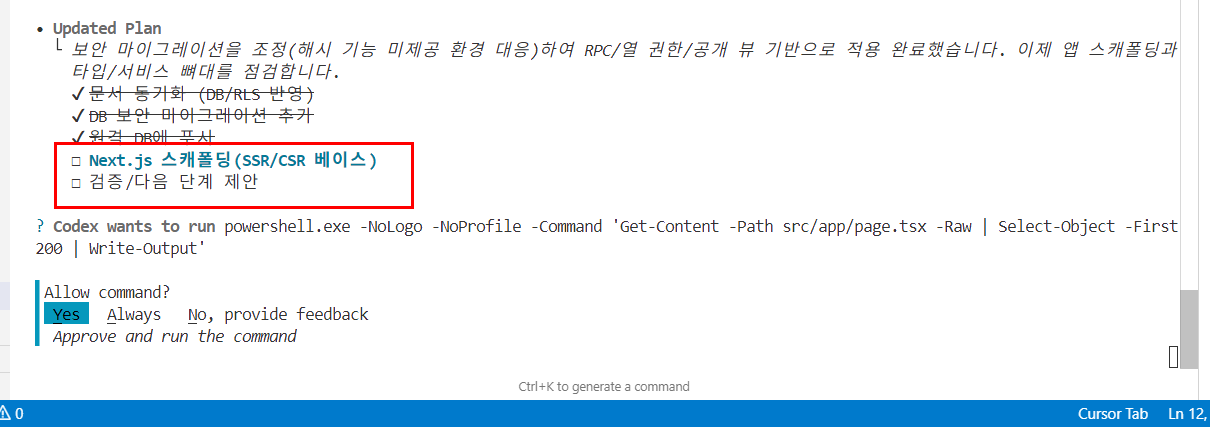 • Updated Plan
└ 보안 마이그레이션을 조정(해시 기능 미제공 환경 대응)하여 RPC/열 권한/공개 뷰 기반으로 적용 완료했습니다. 이제 앱 스캐폴딩과
타입/서비스 뼈대를 점검합니다.
✔ 문서 동기화 (DB/RLS 반영)
✔ DB 보안 마이그레이션 추가
✔ 원격 DB에 푸시
□ Next.js 스캐폴딩(SSR/CSR 베이스)
□ 검증/다음 단계 제안
? Codex wants to run powershell.exe -NoLogo -NoProfile -Command 'Get-Content -Path src/app/page.tsx -Raw | Select-Object -First
200 | Write-Output'
Allow command?
Yes Always No, provide feedback
Approve and run the command
Ctrl+K to generate a command
⚠ 0 Cursor Tab Ln 12,